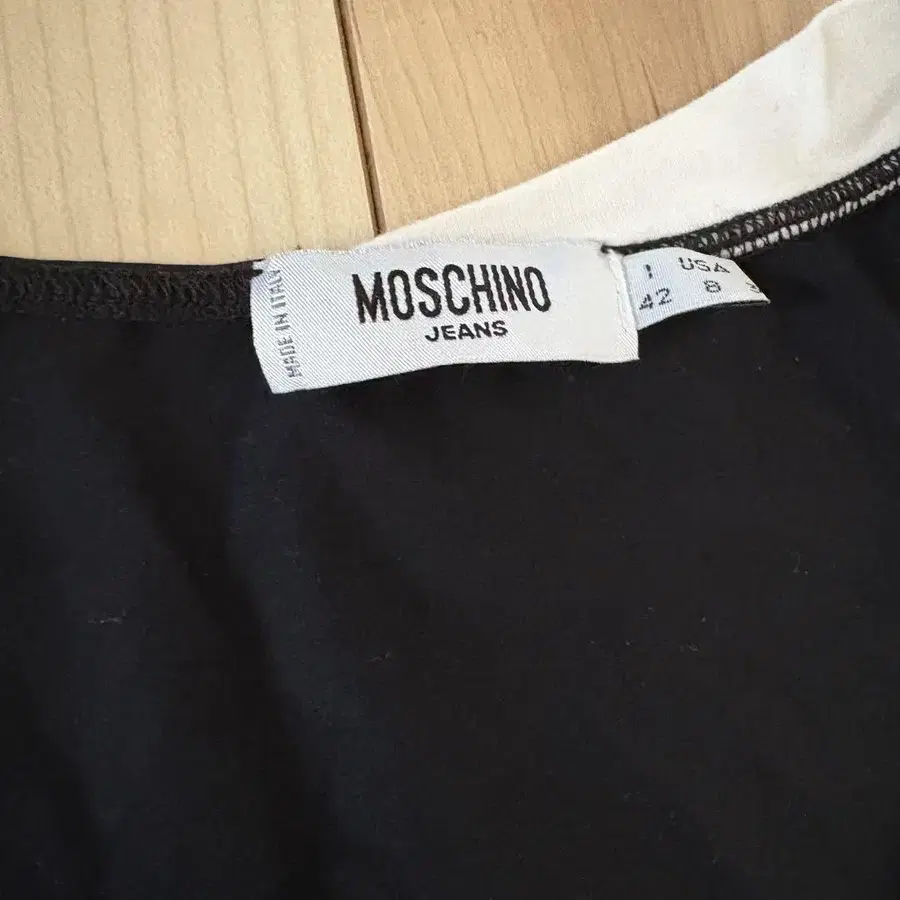 MADE IN ITALY
MOSCHINO
JEANS
I USA
42 8